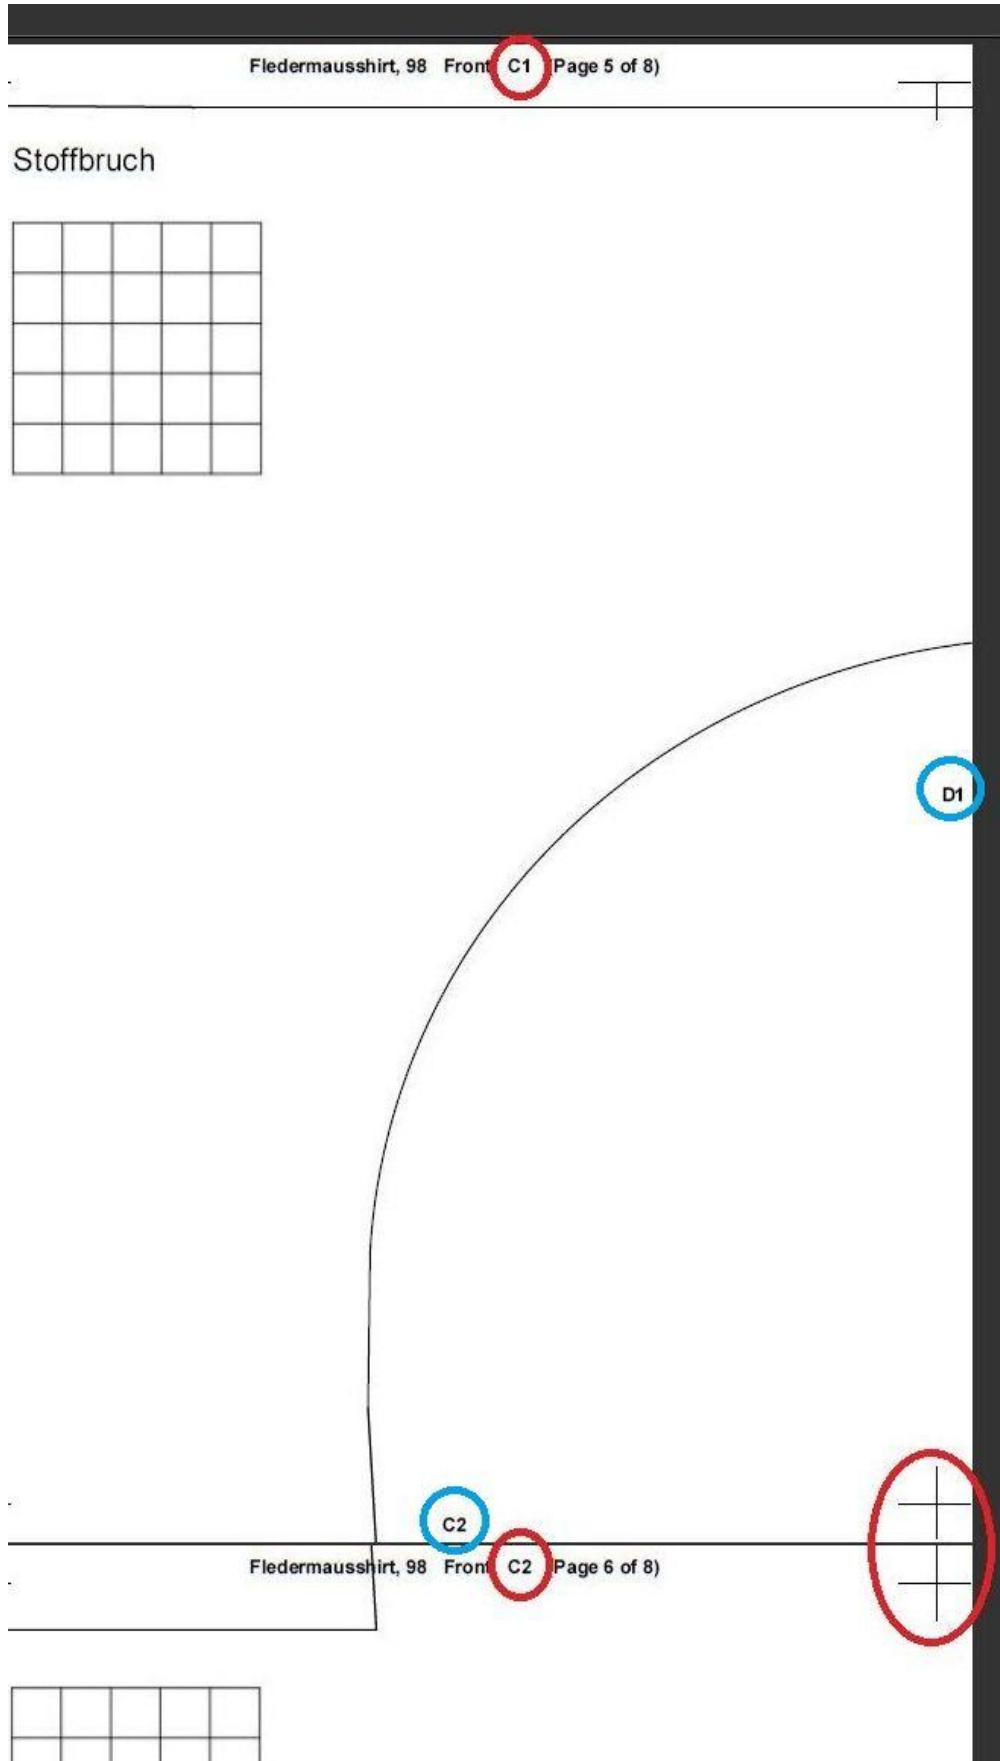 Fledermausshirt, 98 Front C1 (Page 5 of 8)
Stoffbruch
D1
C2
Fledermausshirt, 98 Front C2 (Page 6 of 8)